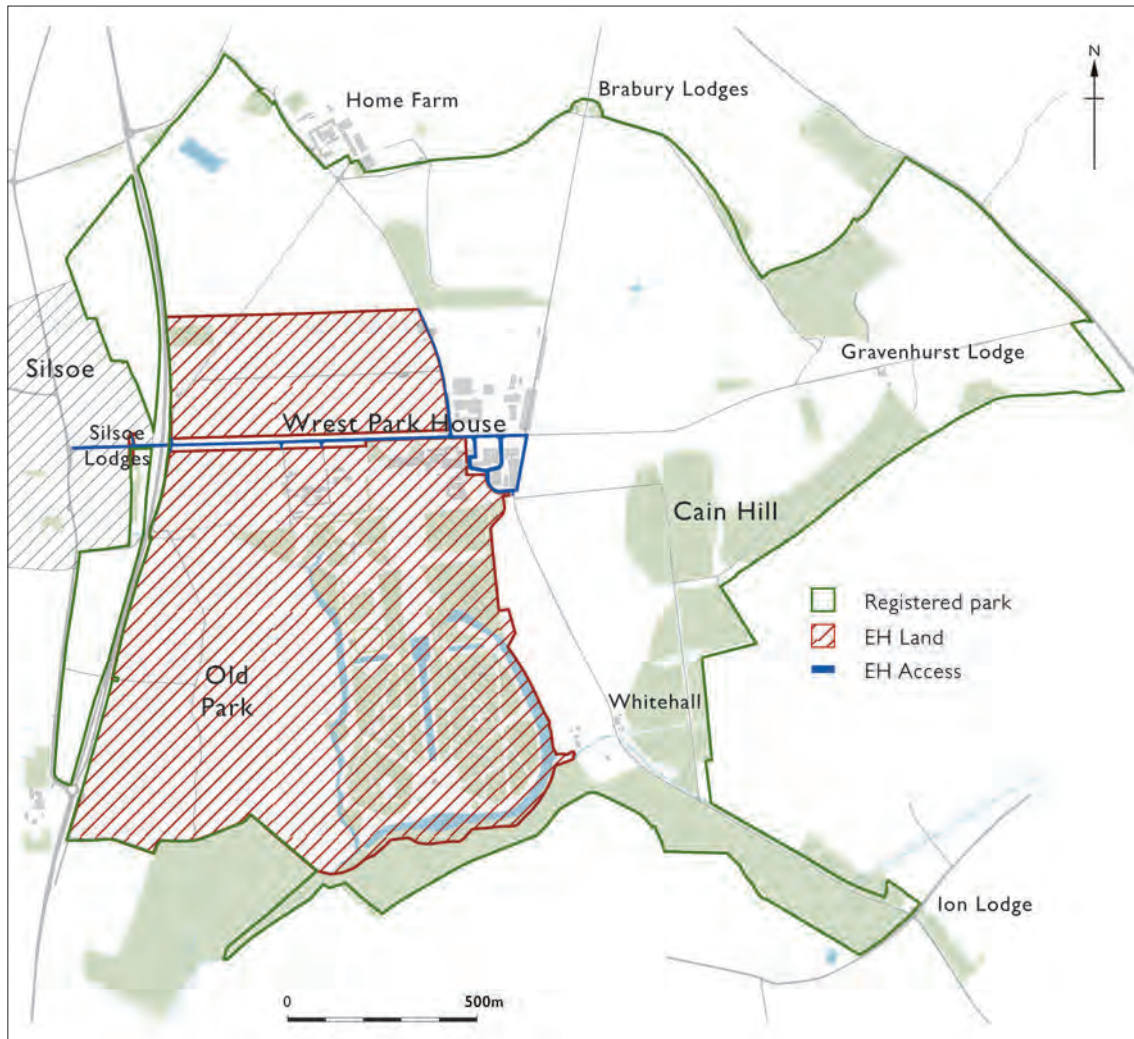 N
Home Farm
Brabury Lodges
Silsoe
Gravenhurst Lodge
Wrest Park House
Silsoe
Lodges
Cain Hill
Registered park
EH Land
EH Access
Old
Park
Whitehall
Ion Lodge
0
500m